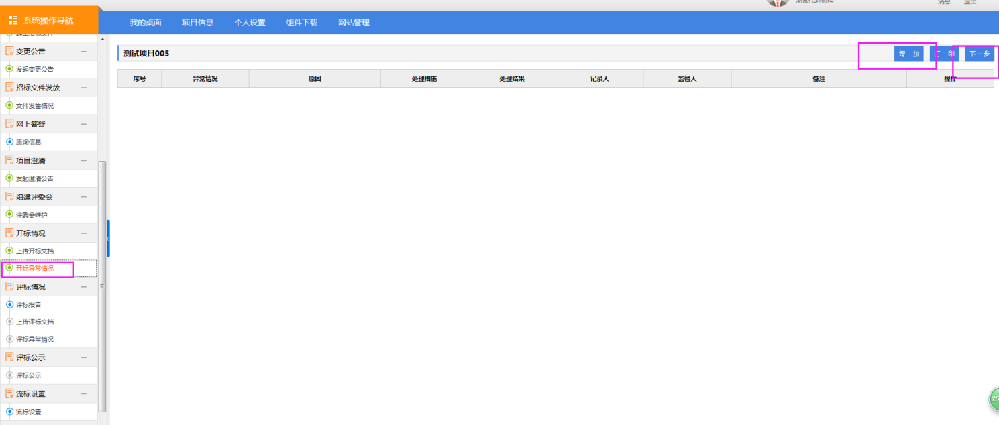 测试代理机构
消息 退出
系统操作导航
我的桌面 项目信息 个人设置 组件下载 网站管理
变更公告
发起变更公告
招标文件发放
文件发售情况
网上答疑
质询信息
项目澄清
发起澄清公告
组建评委会
评委会维护
开标情况
上传开标文档
开标异常情况
评标情况
评标报告
上传评标文档
评标异常情况
评标公示
评标公示
流标设置
流标设置
测试项目005
增 加 打 印 下一步
序号 异常情况 原因 处理措施 处理结果 记录人 监督人 备注 操作
25